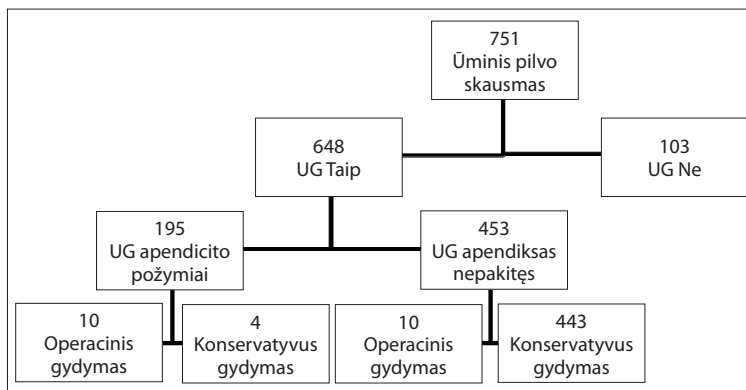 751
Ūminis pilvo
skausmas
648
UG Taip
103
UG Ne
195
UG apendicito
požymiai
453
UG apendiksas
nepakitęs
10
Operacinis
gydymas
4
Konservatyvus
gydymas
10
Operacinis
gydymas
443
Konservatyvus
gydymas